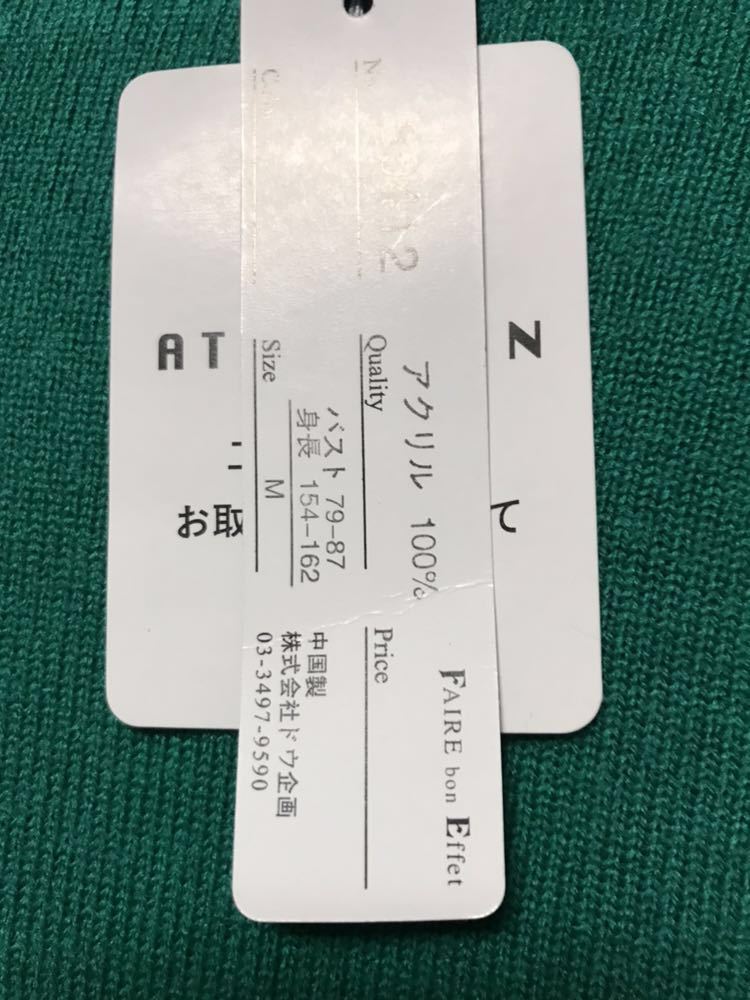 Quality
アクリル 100%
Size
バスト 79-87
身長 154-162
M
Price
FAIRE bon Effet
中国製
株式会社ドウ企画
03-3497-9590
AT
N
お取
て